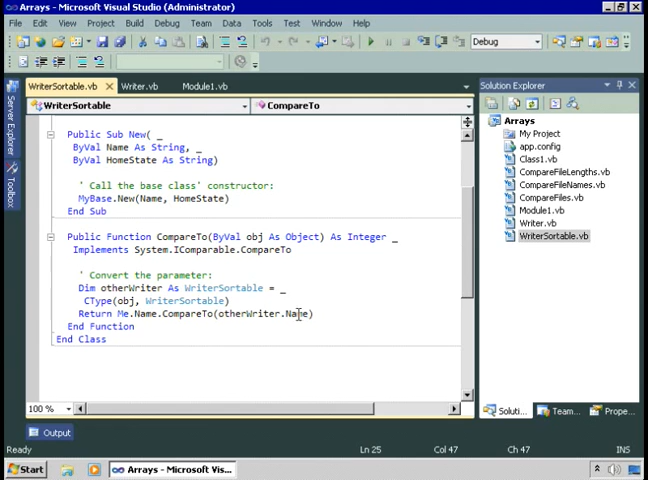 Arrays - Microsoft Visual Studio (Administrator)
File Edit View Project Build Debug Team Data Tools Test Window Help
Debug
WriterSortable.vb Writer.vb Module1.vb
WriterSortable CompareTo
Server Explorer
Toolbox
Public Sub New( _
ByVal Name As String, _
ByVal HomeState As String)
' Call the base class' constructor:
MyBase.New(Name, HomeState)
End Sub
Public Function CompareTo(ByVal obj As Object) As Integer _
Implements System.IComparable.CompareTo
' Convert the parameter:
Dim otherWriter As WriterSortable = _
CType(obj, WriterSortable)
Return Me.Name.CompareTo(otherWriter.Name)
End Function
End Class
100 %
Solution Explorer
Arrays
My Project
app.config
Class1.vb
CompareFileLengths.vb
CompareFileNames.vb
CompareFiles.vb
Module1.vb
Writer.vb
WriterSortable.vb
Soluti... Team... Prope...
Output
Ready Ln 25 Col 47 Ch 47 INS
Start Arrays - Microsoft Vis...